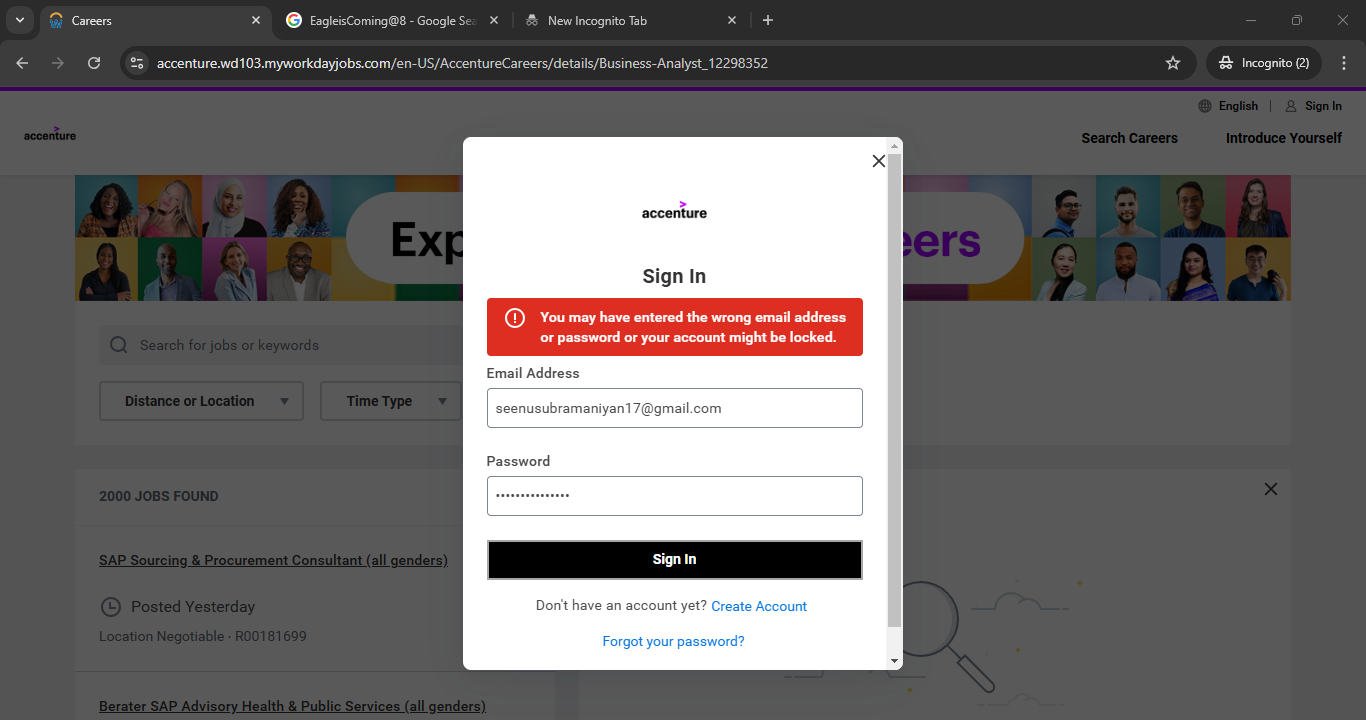 Careers
EagleisComing@8 - Google Sea
New Incognito Tab
accenture.wd103.myworkdayjobs.com/en-US/AccentureCareers/details/Business-Analyst_12298352
Incognito (2)
English
Sign In
accenture
Search Careers
Introduce Yourself
Exp
eers
accenture
Sign In
You may have entered the wrong email address
or password or your account might be locked.
Search for jobs or keywords
Email Address
Distance or Location
Time Type
seenusubramaniyan17@gmail.com
Password
2000 JOBS FOUND
•••••••••••••••
Sign In
SAP Sourcing & Procurement Consultant (all genders)
Posted Yesterday
Location Negotiable · R00181699
Don't have an account yet? Create Account
Forgot your password?
Berater SAP Advisory Health & Public Services (all genders)